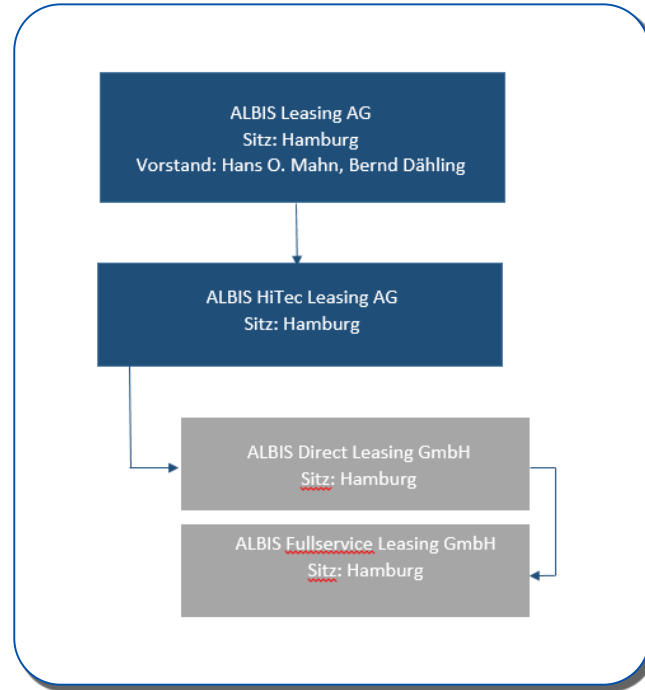 ALBIS Leasing AG
Sitz: Hamburg
Vorstand: Hans O. Mahn, Bernd Dähling
ALBIS HiTec Leasing AG
Sitz: Hamburg
ALBIS Direct Leasing GmbH
Sitz: Hamburg
ALBIS Fullservice Leasing GmbH
Sitz: Hamburg